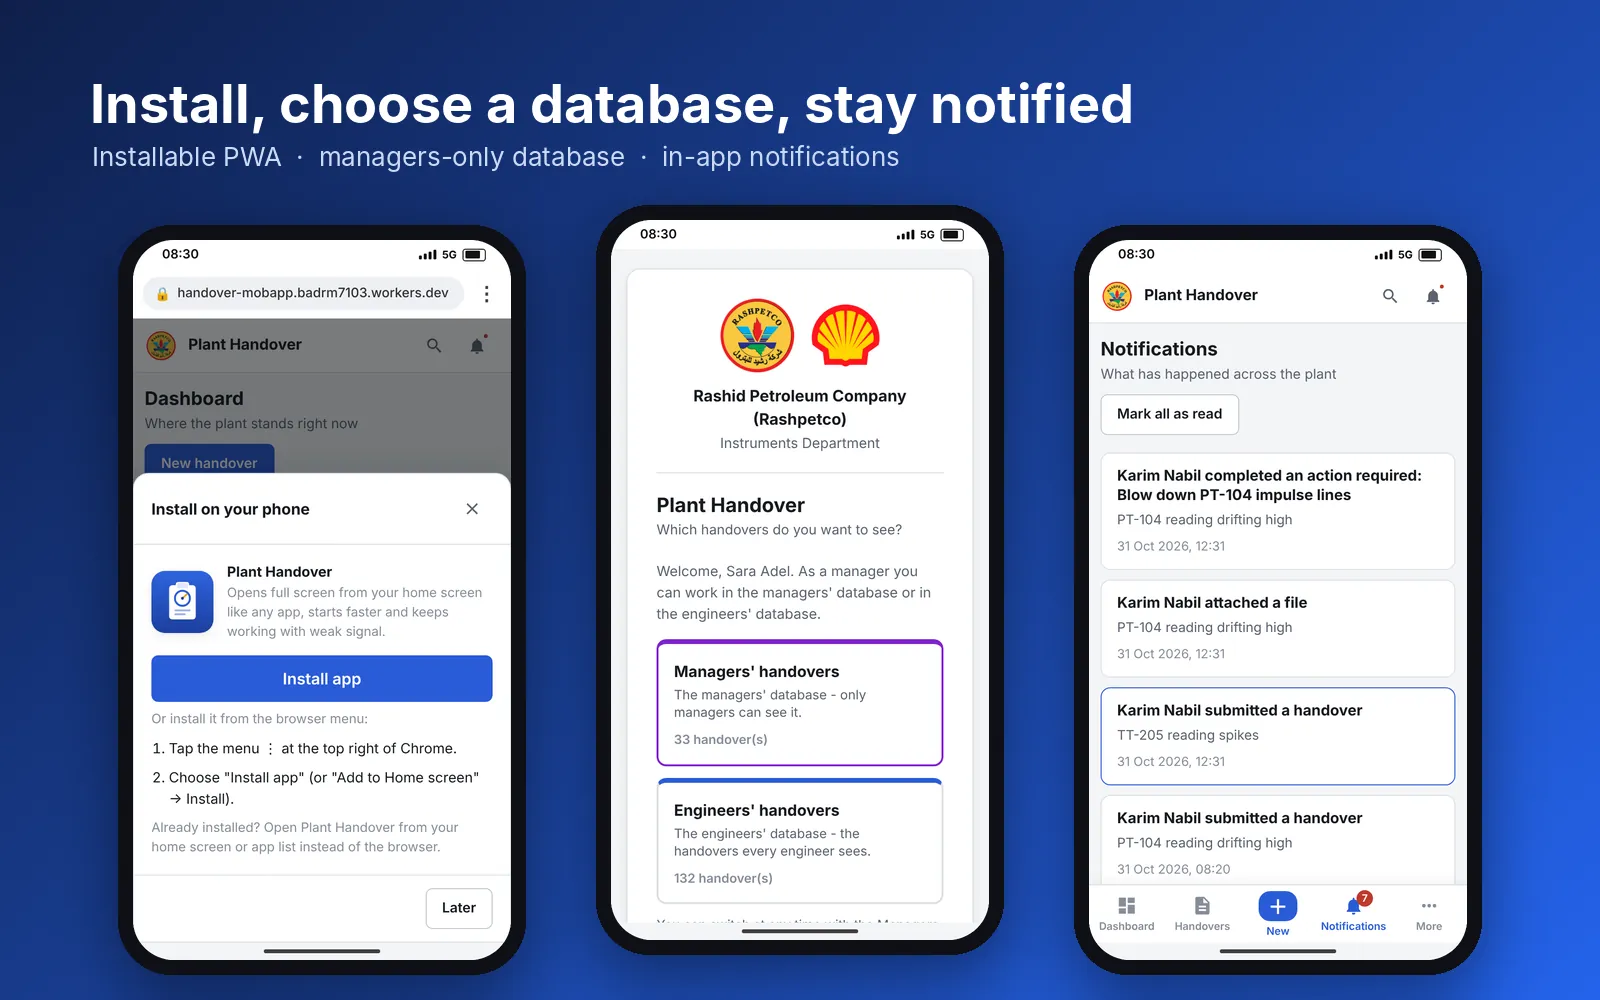 Install, choose a database, stay notified
Installable PWA · managers-only database · in-app notifications
08:30
5G
handover-mobapp.badrm7103.workers.dev
Plant Handover
Dashboard
Where the plant stands right now
New handover
Install on your phone
Plant Handover
Opens full screen from your home screen
like any app, starts faster and keeps
working with weak signal.
Install app
Or install it from the browser menu:
1. Tap the menu ⋮ at the top right of Chrome.
2. Choose "Install app" (or "Add to Home screen"
→ Install).
Already installed? Open Plant Handover from your
home screen or app list instead of the browser.
Later
08:30
5G
RASHPETCO
شركة رشيد للبترول
Rashid Petroleum Company
(Rashpetco)
Instruments Department
Plant Handover
Which handovers do you want to see?
Welcome, Sara Adel. As a manager you
can work in the managers' database or in
the engineers' database.
Managers' handovers
The managers' database - only
managers can see it.
33 handover(s)
Engineers' handovers
The engineers' database - the
handovers every engineer sees.
132 handover(s)
08:30
5G
Plant Handover
Notifications
What has happened across the plant
Mark all as read
Karim Nabil completed an action required:
Blow down PT-104 impulse lines
PT-104 reading drifting high
31 Oct 2026, 12:31
Karim Nabil attached a file
PT-104 reading drifting high
31 Oct 2026, 12:31
Karim Nabil submitted a handover
TT-205 reading spikes
31 Oct 2026, 12:31
Karim Nabil submitted a handover
PT-104 reading drifting high
31 Oct 2026, 08:20
7
Dashboard
Handovers
New
Notifications
More